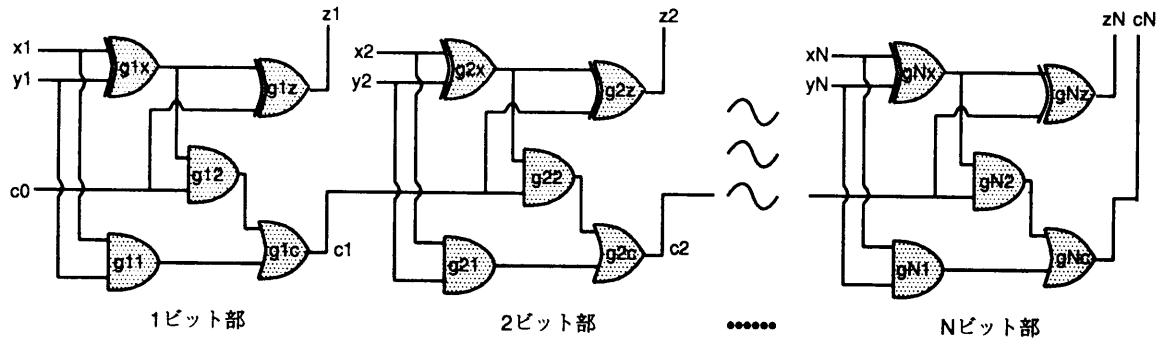 x1
y1
c0
g1x
g1z
z1
g12
g11
g1c
c1
1ビット部
x2
y2
g2x
g2z
z2
g22
g21
g2c
c2
2ビット部
••••••
xN
yN
gNx
gNz
zN cN
gN2
gN1
gNc
Nビット部